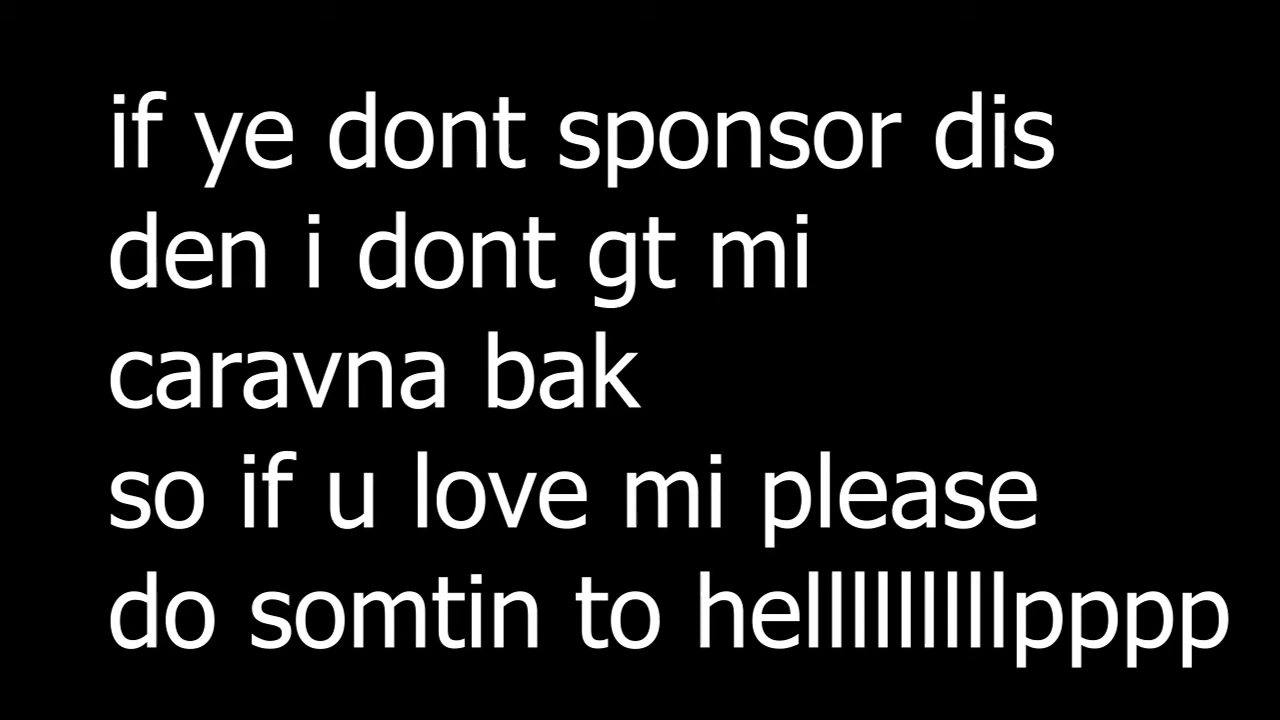 if ye dont sponsor dis
den i dont gt mi
caravna bak
so if u love mi please
do somtin to helllllllllpppp